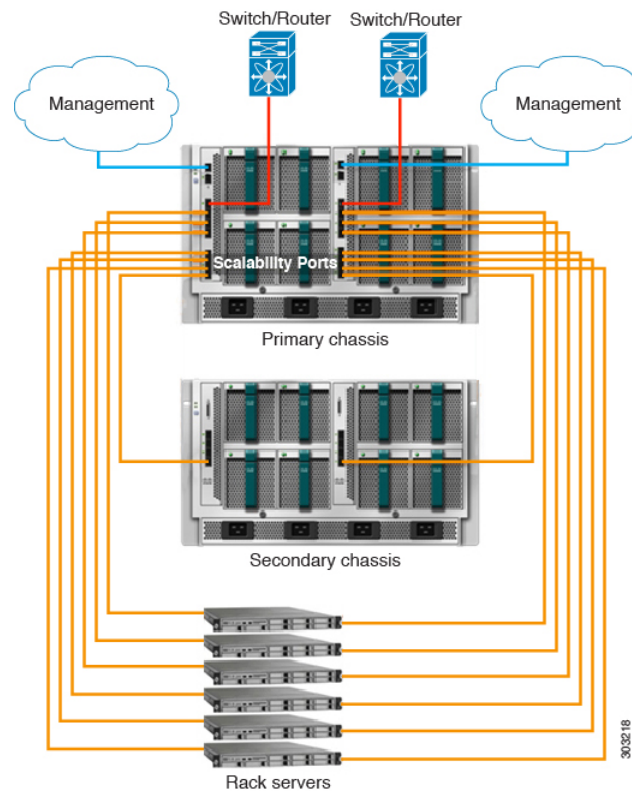 Switch/Router
Switch/Router
Management
Management
Scalability Ports
Primary chassis
Secondary chassis
Rack servers
303218